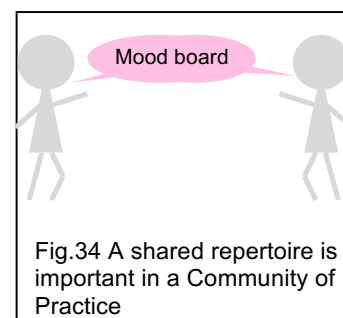 Mood board
Fig.34 A shared repertoire is
important in a Community of
Practice